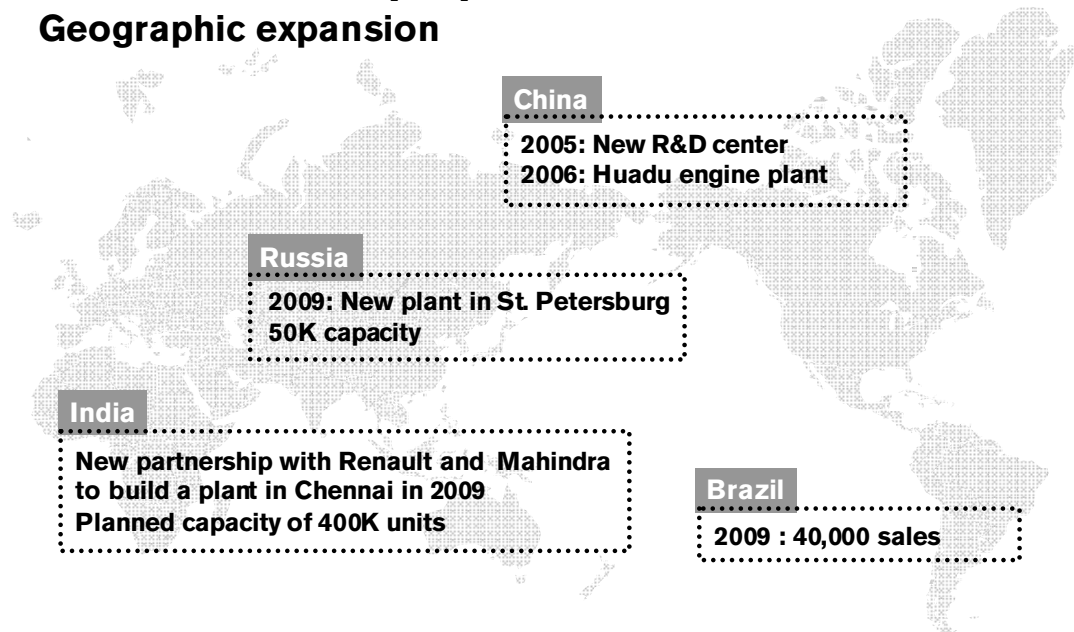 Geographic expansion
China
2005: New R&D center
2006: Huadu engine plant
Russia
2009: New plant in St. Petersburg
50K capacity
India
New partnership with Renault and Mahindra
to build a plant in Chennai in 2009
Planned capacity of 400K units
Brazil
2009 : 40,000 sales